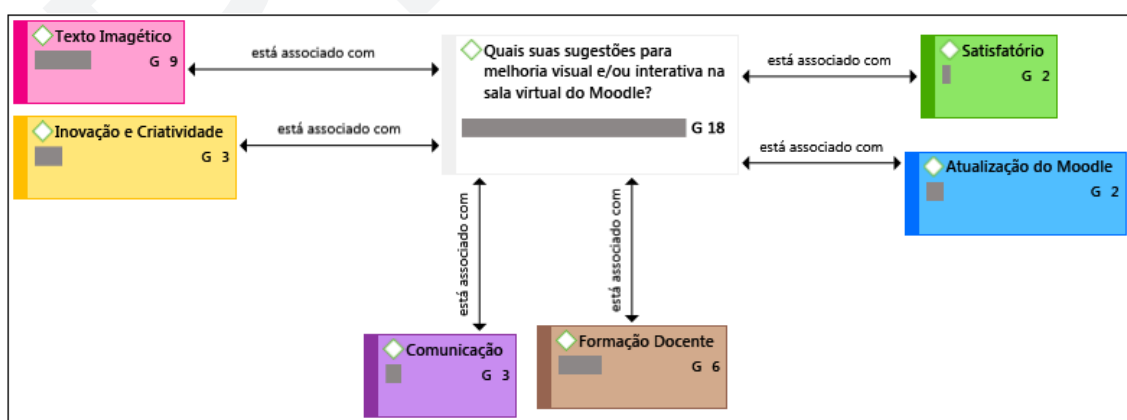 Texto Imagético
G 9
está associado com
Quais suas sugestões para
melhoria visual e/ou interativa na
sala virtual do Moodle?
G 18
está associado com
Satisfatório
G 2
Inovação e Criatividade
G 3
está associado com
está associado com
Atualização do Moodle
G 2
está associado com
está associado com
Comunicação
G 3
Formação Docente
G 6